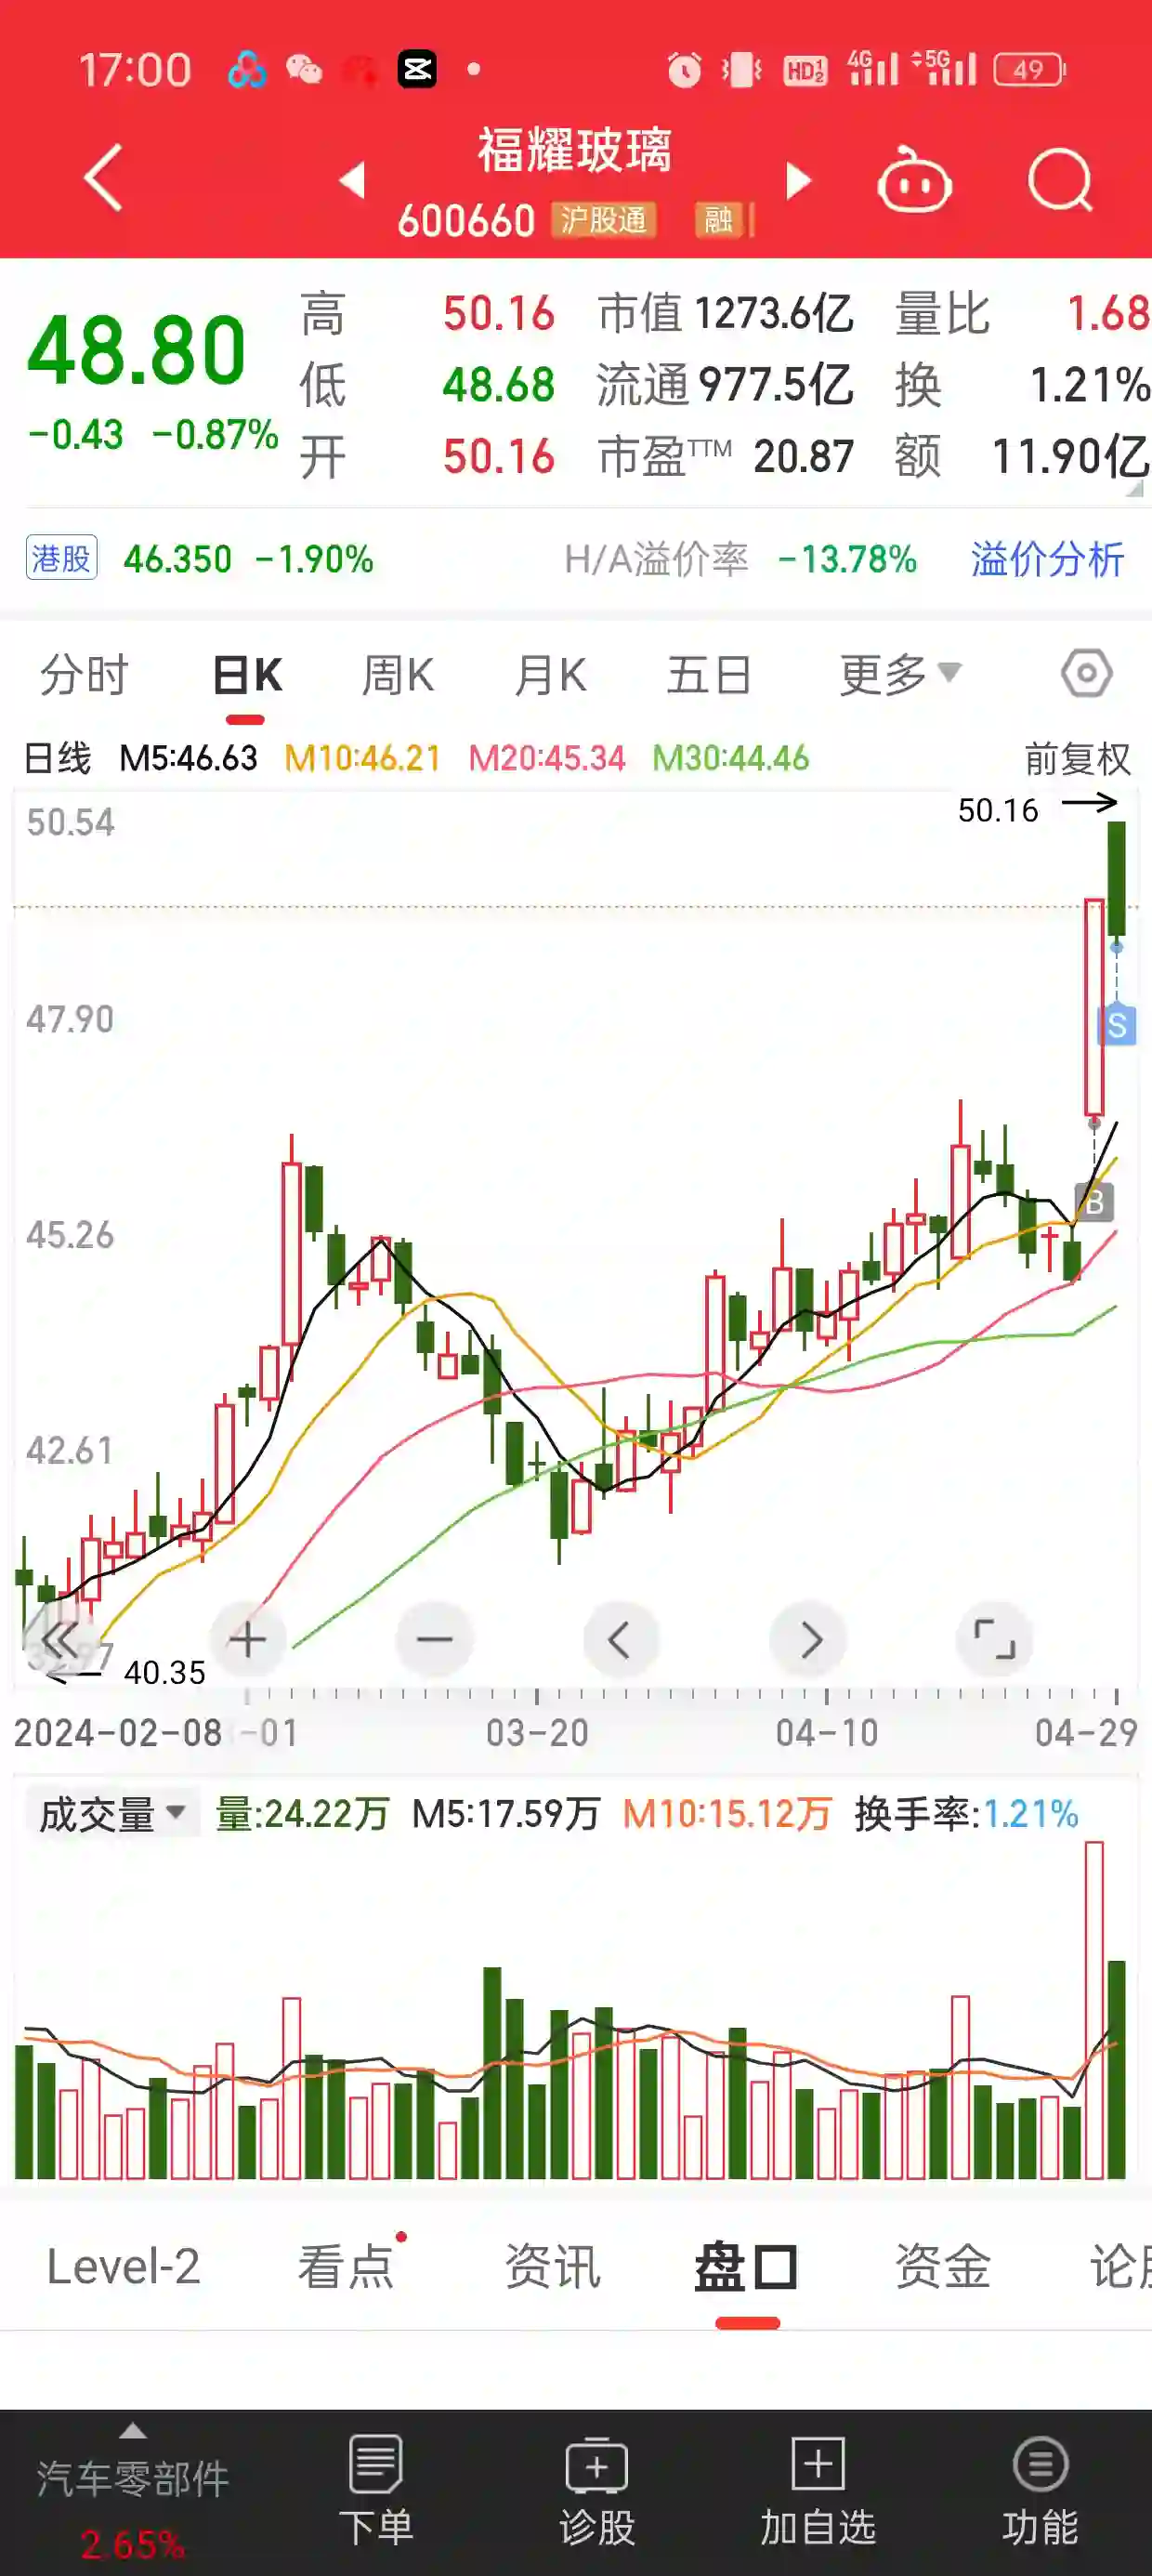 17:00 HD 1 2 4G 5G 49
福耀玻璃
600660 沪股通 融
48.80
-0.43 -0.87%
高 50.16 市值 1273.6亿 量比 1.68
低 48.68 流通 977.5亿 换 1.21%
开 50.16 市盈TTM 20.87 额 11.90亿
港股 46.350 -1.90% H/A溢价率 -13.78% 溢价分析
分时 日K 周K 月K 五日 更多
日线 M5:46.63 M10:46.21 M20:45.34 M30:44.46 前复权
50.54
50.16
47.90
S
B
45.26
42.61
40.35
2024-02-08 -01 03-20 04-10 04-29
成交量 量:24.22万 M5:17.59万 M10:15.12万 换手率:1.21%
Level-2 看点 资讯 盘口 资金
汽车零部件
2.65%
下单 诊股 加自选 功能